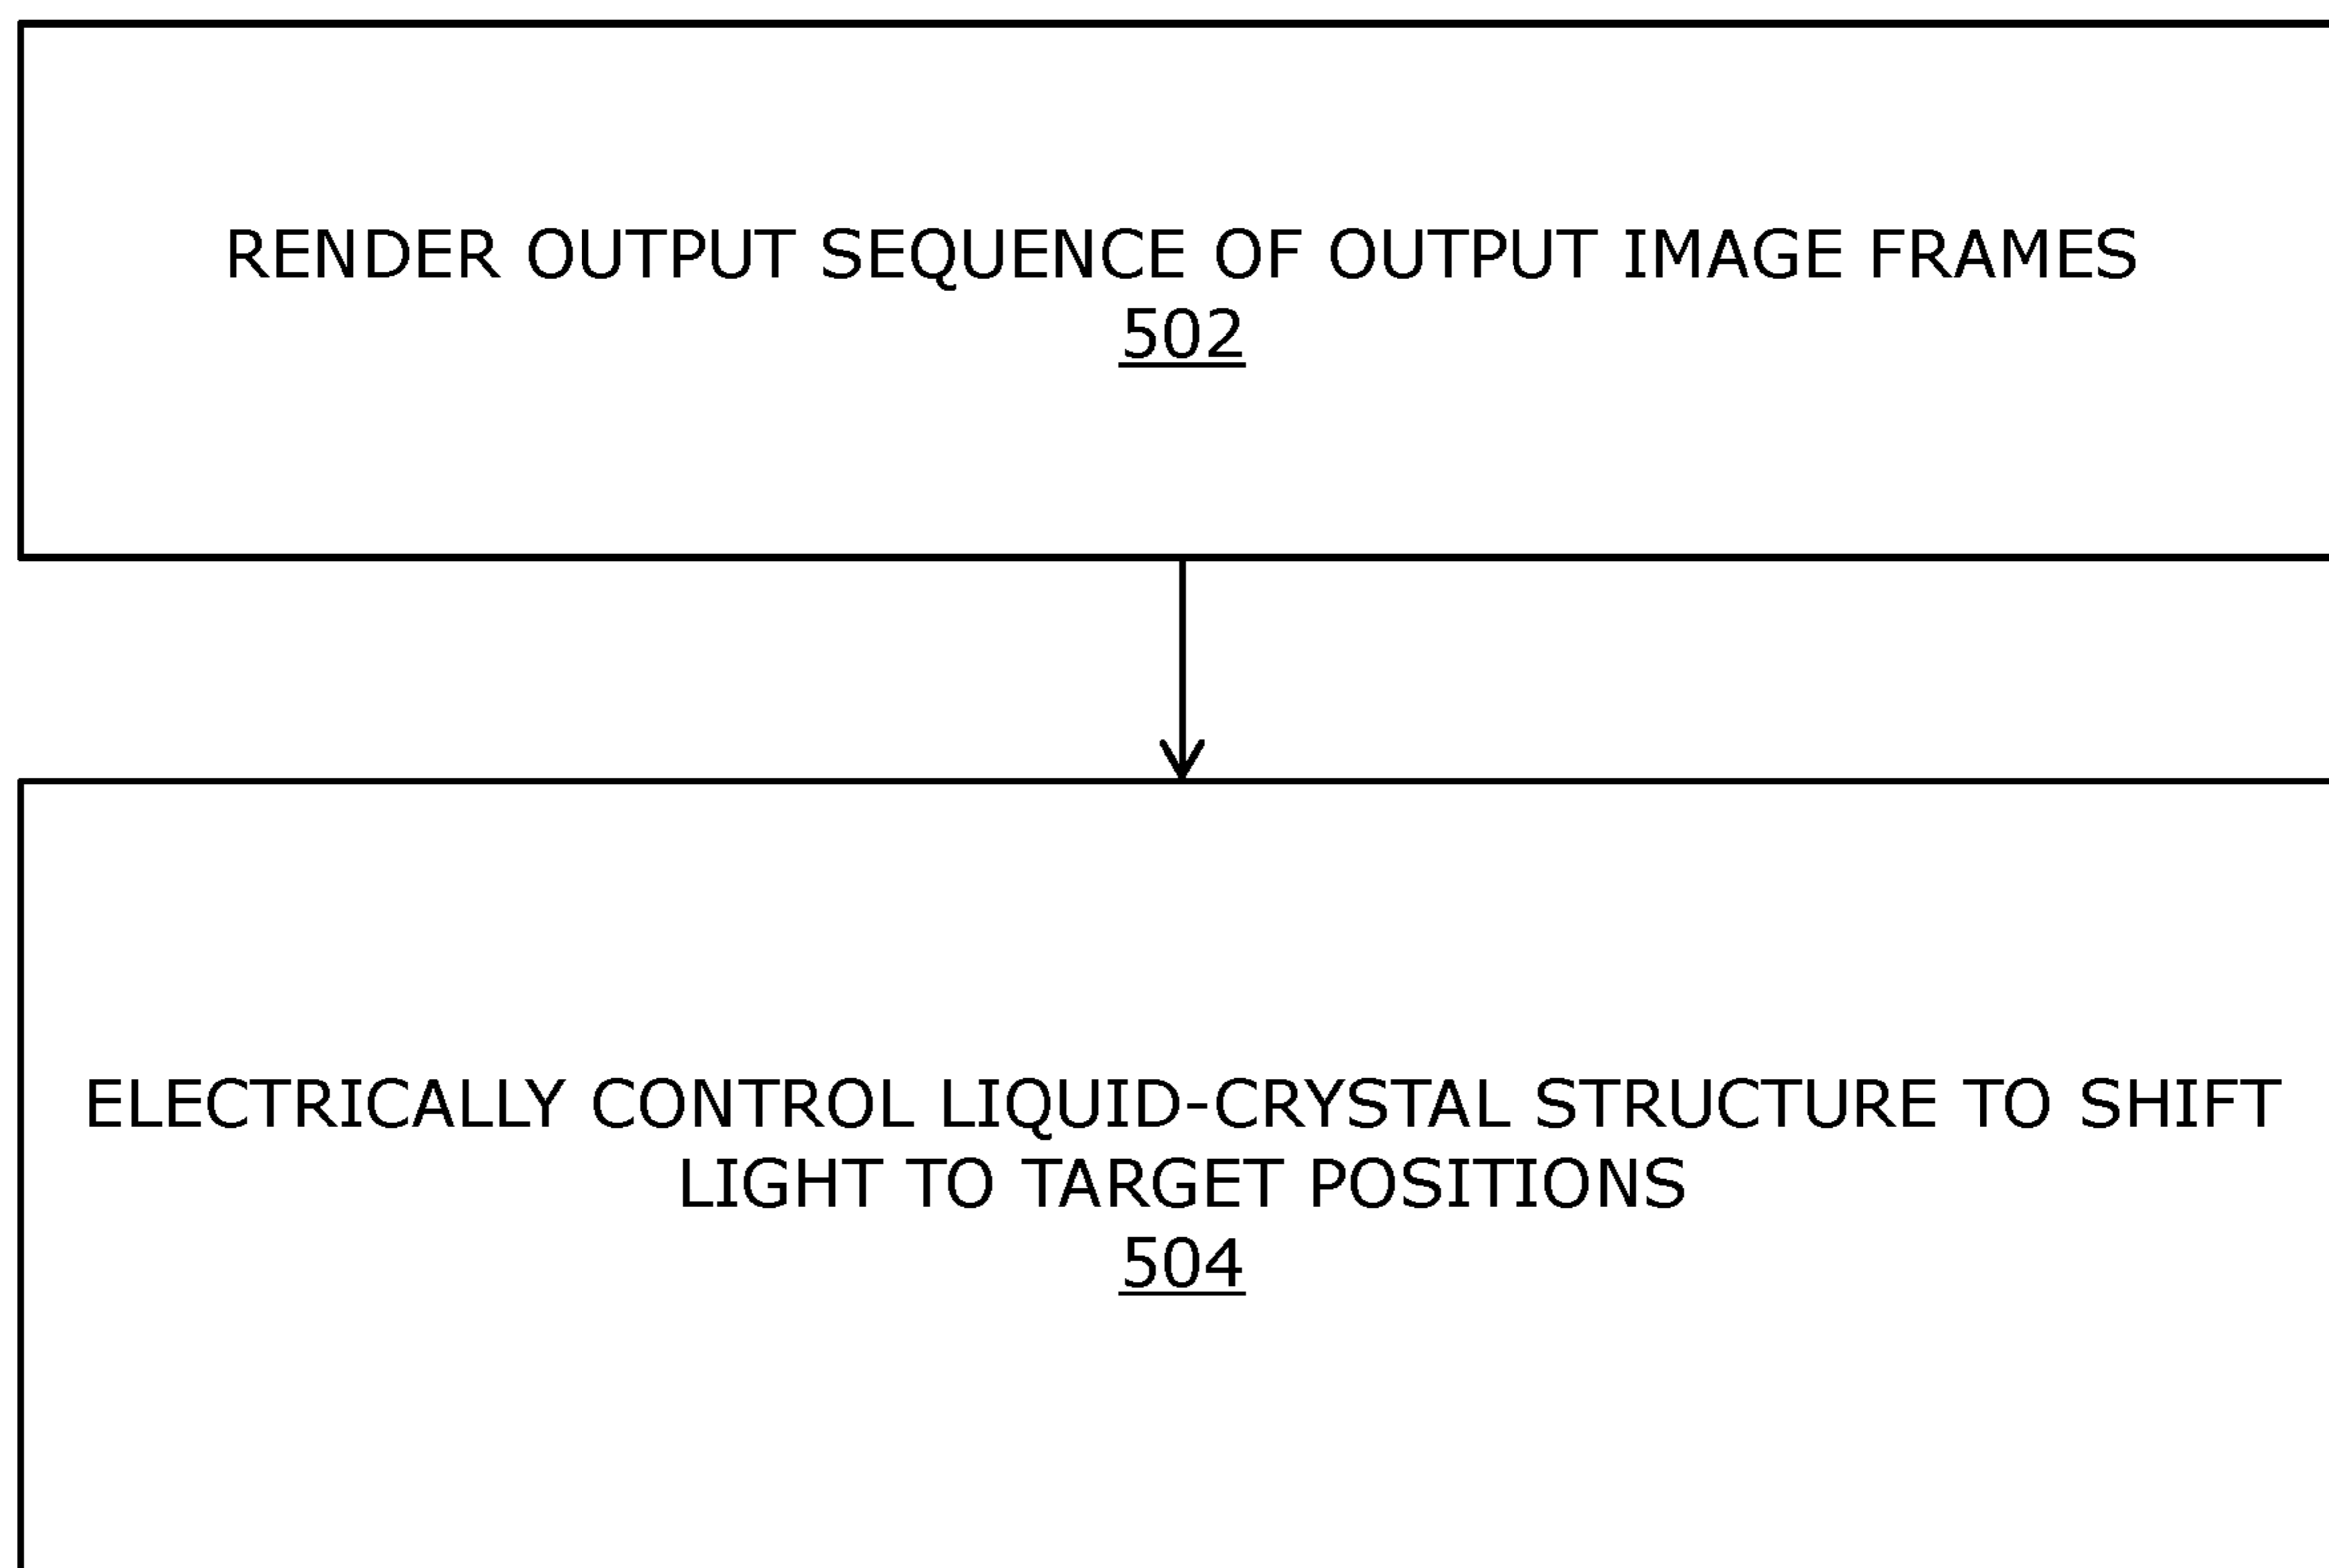 RENDER OUTPUT SEQUENCE OF OUTPUT IMAGE FRAMES
502
ELECTRICALLY CONTROL LIQUID-CRYSTAL STRUCTURE TO SHIFT
LIGHT TO TARGET POSITIONS
504